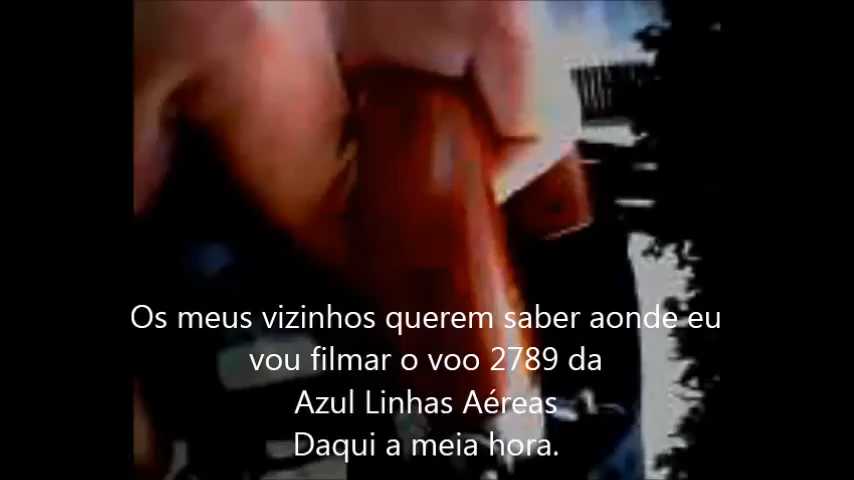 Os meus vizinhos querem saber aonde eu
vou filmar o voo 2789 da
Azul Linhas Aéreas
Daqui a meia hora.